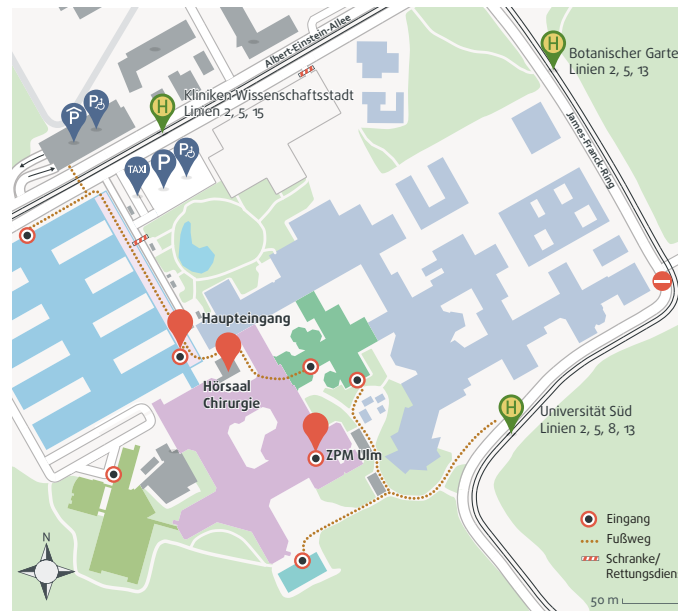 Albert-Einstein-Allee
Botanischer Garte
Linien 2, 5, 13
H
Kliniken Wissenschaftsstadt
Linien 2, 5, 15
H
P
P
TAXI
P
P
James-Franck-Ring
Haupteingang
Hörsaal
Chirurgie
ZPM Ulm
H
Universität Süd
Linien 2, 5, 8, 13
Eingang
Fußweg
Schranke/
Rettungsdien
N
50 m